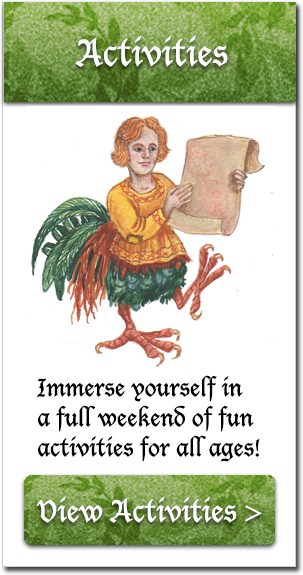 Activities
Immerse yourself in
a full weekend of fun
activities for all ages!
View Activities >